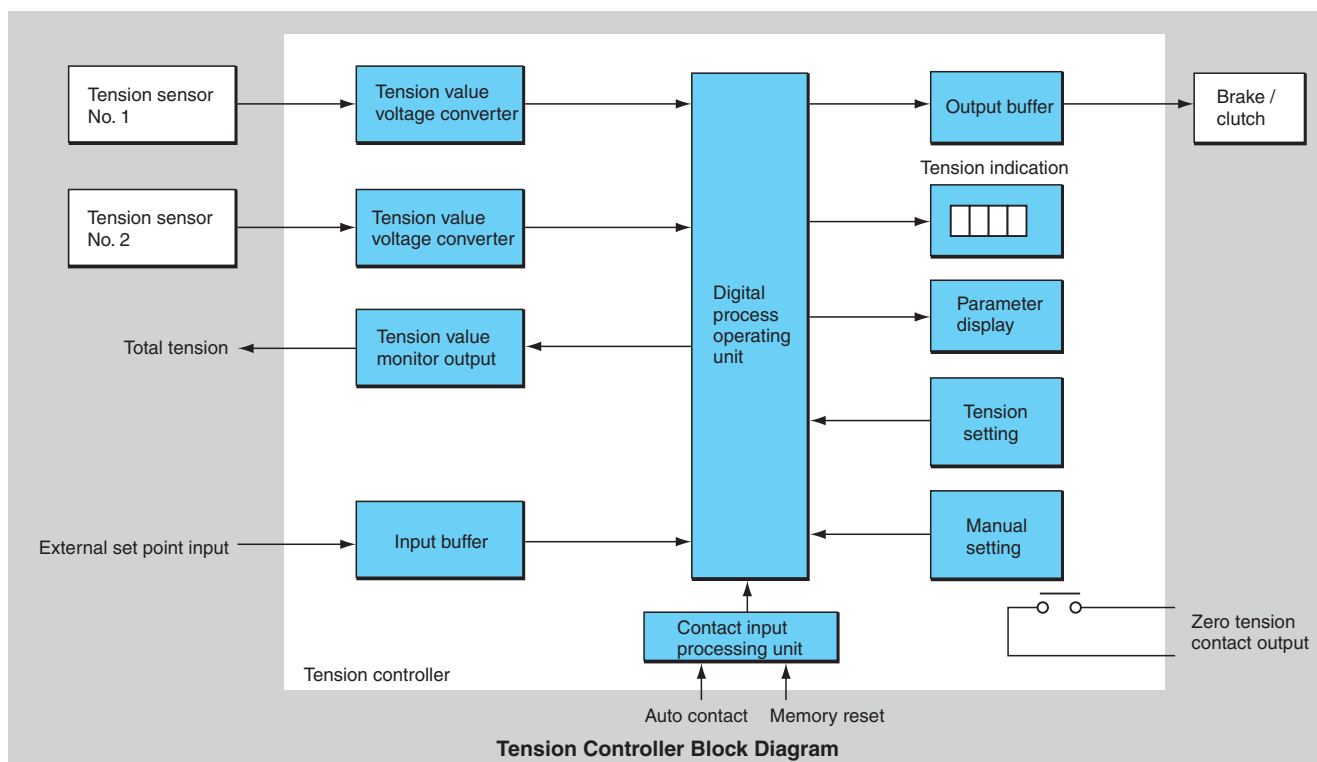 Tension sensor
No. 1
Tension value
voltage converter
Output buffer
Brake /
clutch
Tension indication
Tension sensor
No. 2
Tension value
voltage converter
Digital
process
operating
unit
Parameter
display
Total tension
Tension value
monitor output
Tension
setting
External set point input
Input buffer
Manual
setting
Contact input
processing unit
Zero tension
contact output
Tension controller
Auto contact
Memory reset
Tension Controller Block Diagram